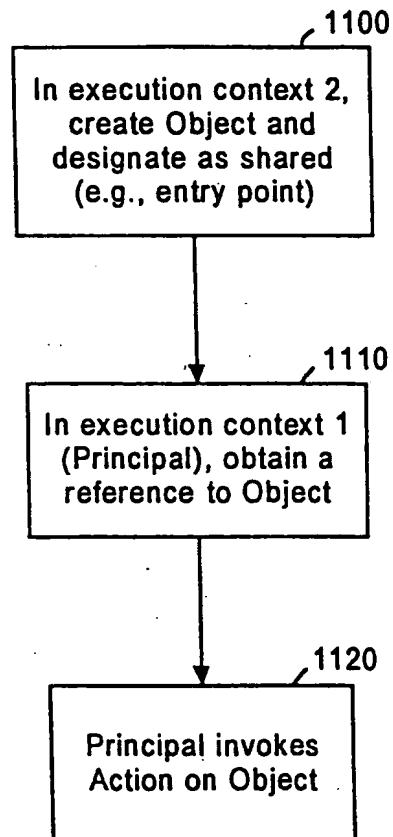 1100
In execution context 2,
create Object and
designate as shared
(e.g., entry point)
1110
In execution context 1
(Principal), obtain a
reference to Object
1120
Principal invokes
Action on Object